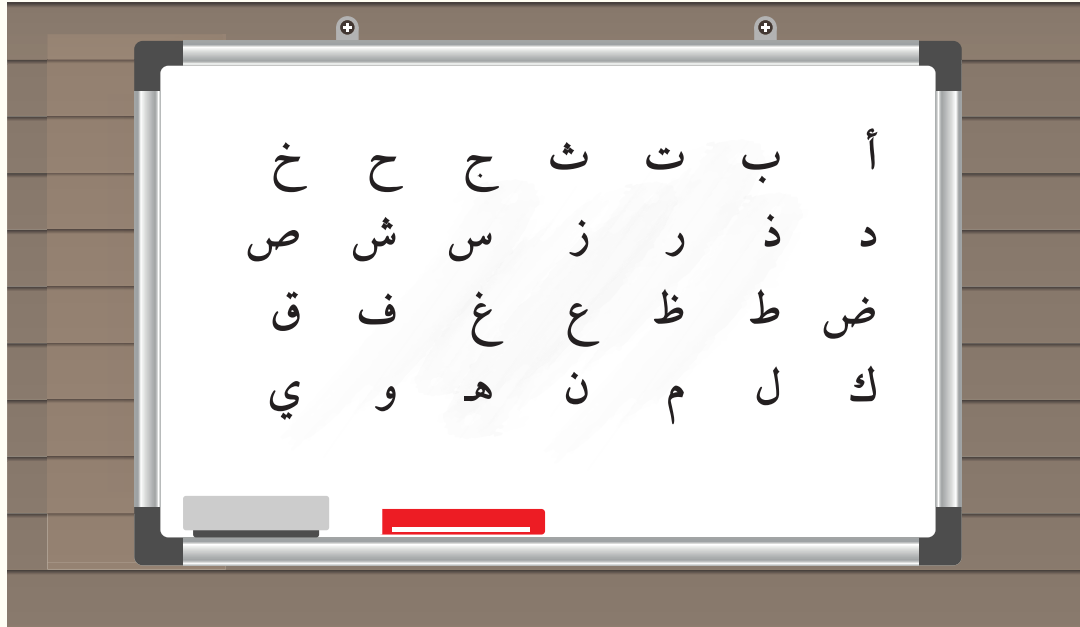 أ ب ت ث ج ح خ
د ذ ر ز س ش ص
ض ط ظ ع غ ف ق
ك ل م ن هـ و ي